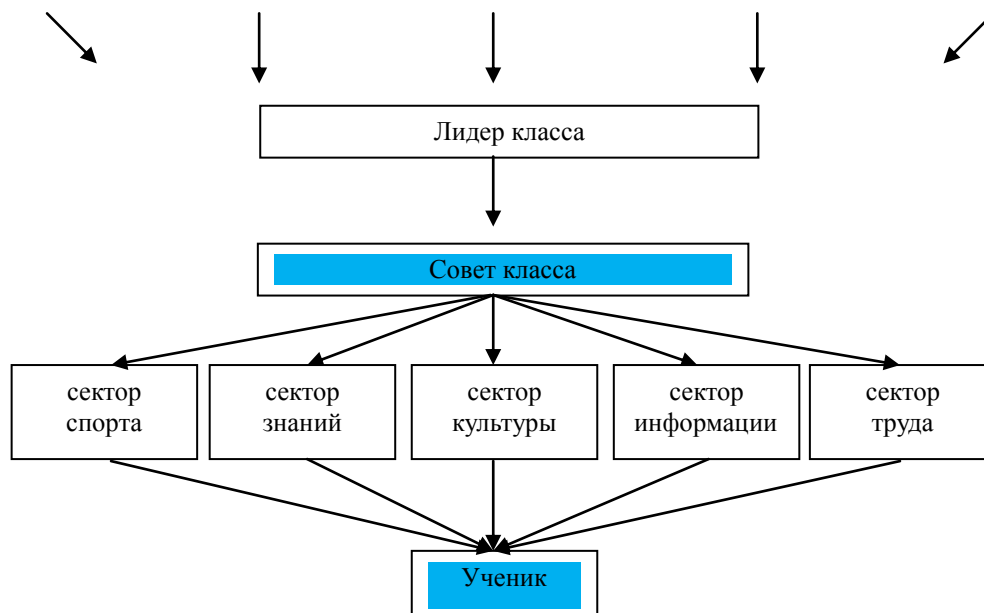 Лидер класса
Совет класса
сектор
спорта
сектор
знаний
сектор
культуры
сектор
информации
сектор
труда
Ученик